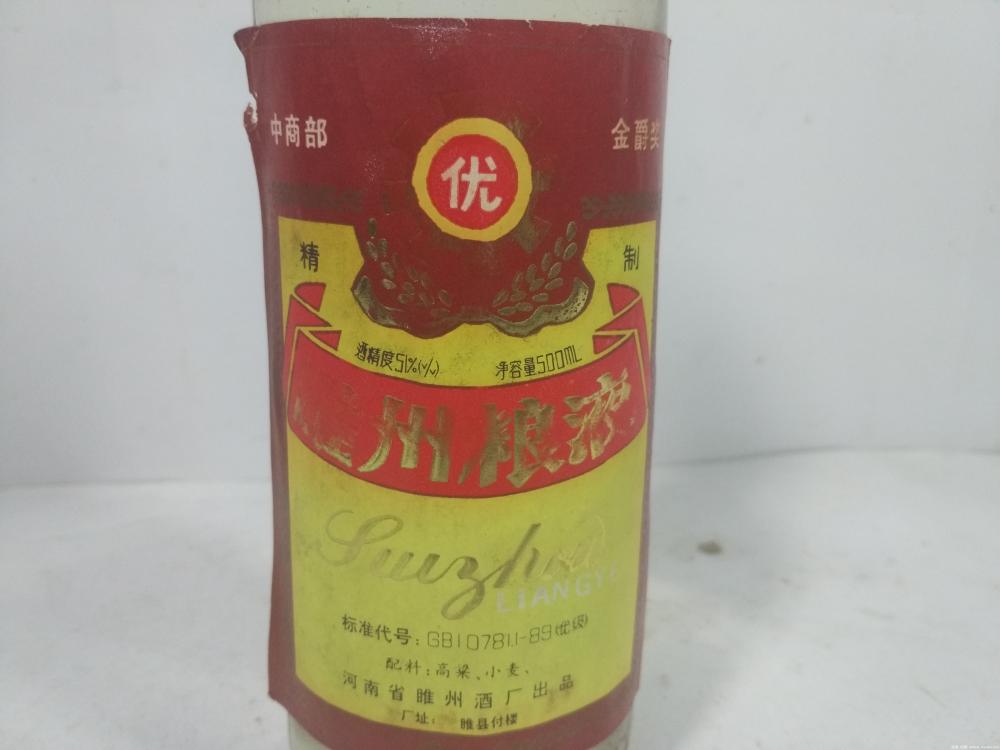 中商部 金爵奖
优
精 制
酒精度51%(v/v) 净容量500ML
州粮液
Suizhou
LIANGYE
标准代号：GB10781.1-89(优级)
配料：高粱、小麦、
河南省睢州酒厂出品
厂址： 睢县付楼